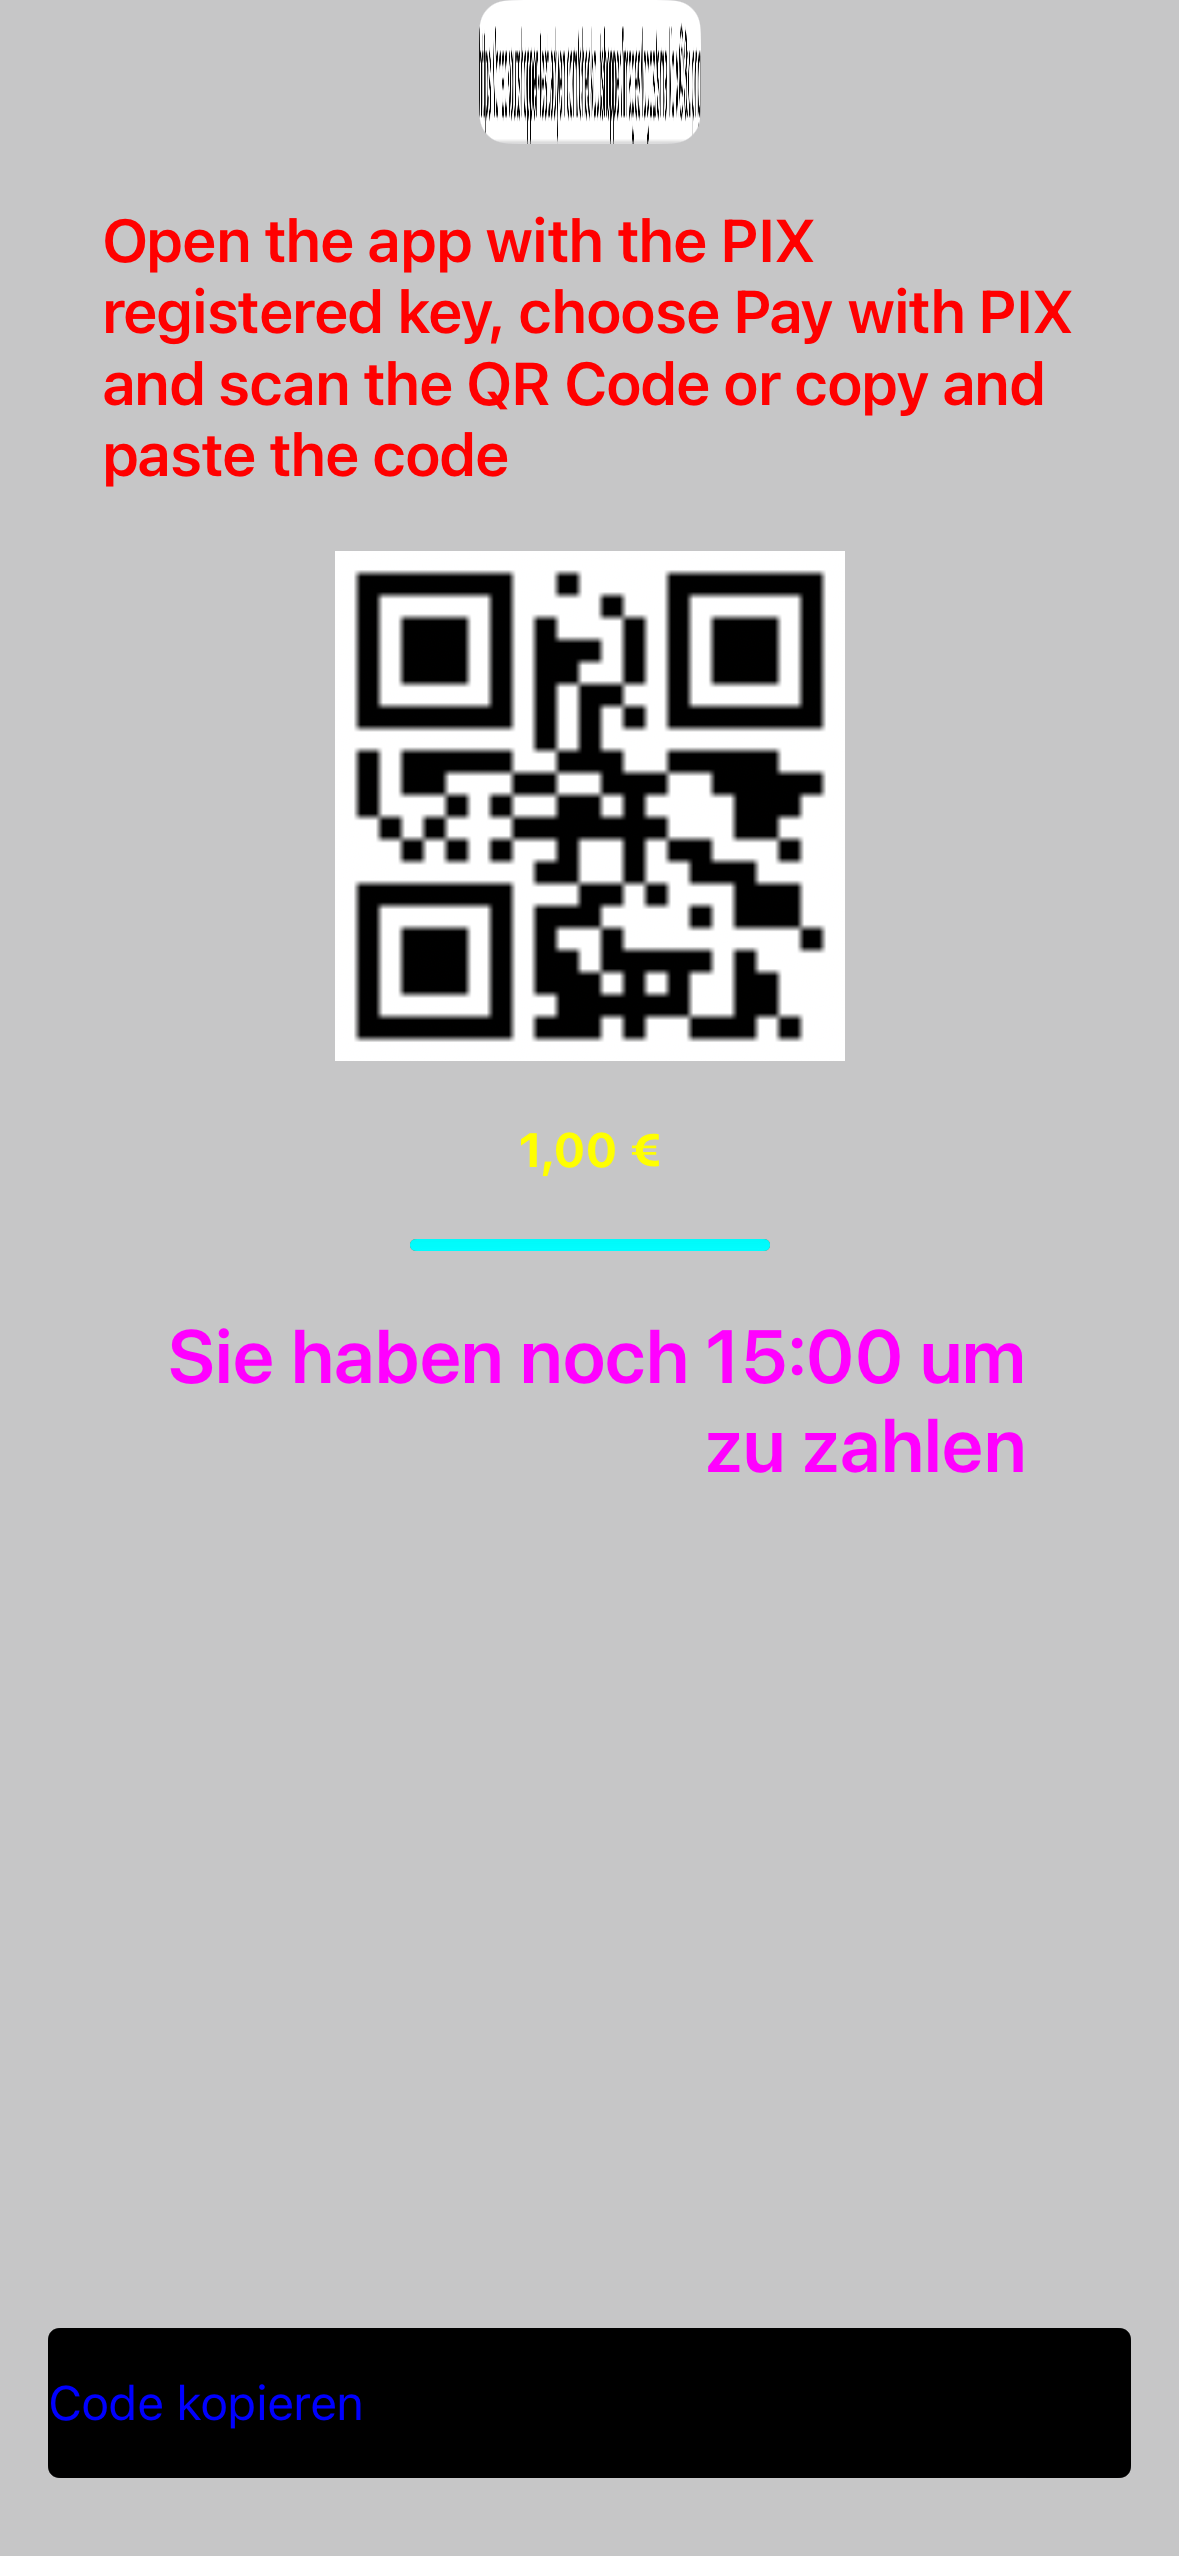 Open the app with the PIX
registered key, choose Pay with PIX
and scan the QR Code or copy and
paste the code
1,00 €
Sie haben noch 15:00 um
zu zahlen
Code kopieren